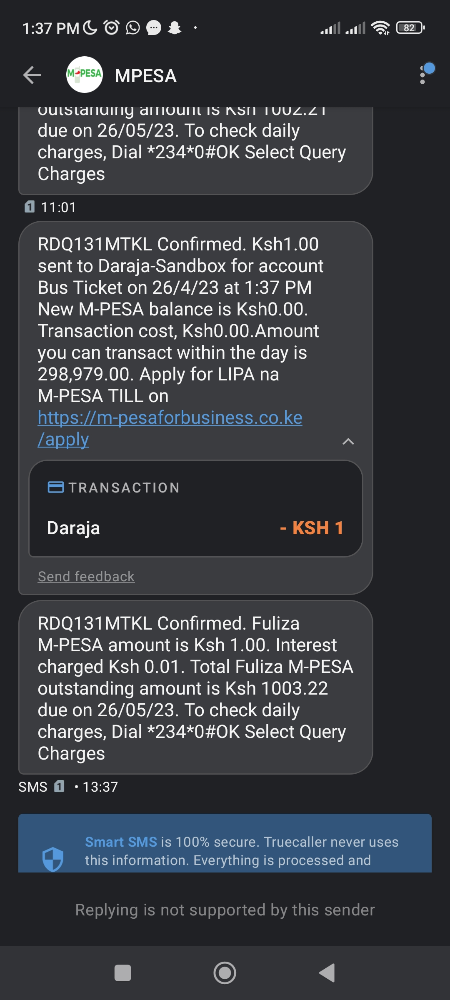 1:37 PM
82
M-PESA
MPESA
outstanding amount is Ksh 1002.21
due on 26/05/23. To check daily
charges, Dial *234*0#OK Select Query
Charges
1 11:01
RDQ131MTKL Confirmed. Ksh1.00
sent to Daraja-Sandbox for account
Bus Ticket on 26/4/23 at 1:37 PM
New M-PESA balance is Ksh0.00.
Transaction cost, Ksh0.00.Amount
you can transact within the day is
298,979.00. Apply for LIPA na
M-PESA TILL on
https://m-pesaforbusiness.co.ke
/apply
TRANSACTION
Daraja - KSH 1
Send feedback
RDQ131MTKL Confirmed. Fuliza
M-PESA amount is Ksh 1.00. Interest
charged Ksh 0.01. Total Fuliza M-PESA
outstanding amount is Ksh 1003.22
due on 26/05/23. To check daily
charges, Dial *234*0#OK Select Query
Charges
SMS 1 • 13:37
Smart SMS is 100% secure. Truecaller never uses
this information. Everything is processed and
Replying is not supported by this sender